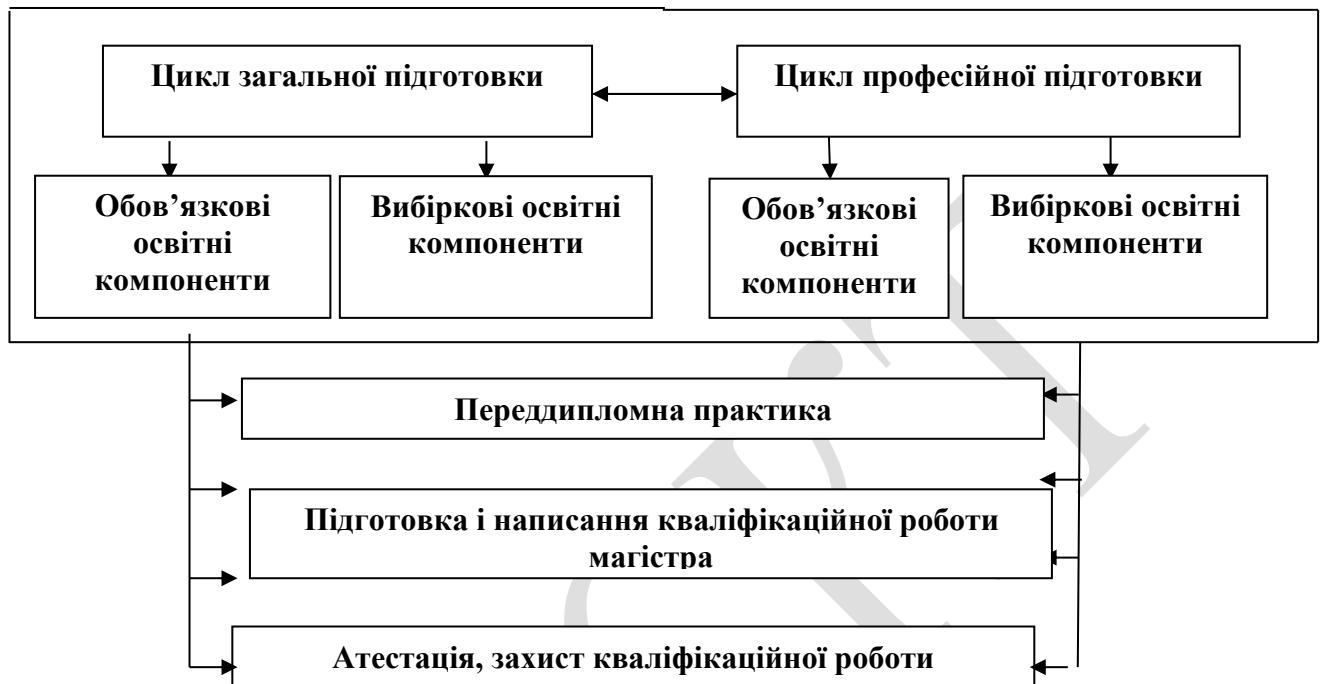 Цикл загальної підготовки
Цикл професійної підготовки
Обов’язкові
освітні
компоненти
Вибіркові освітні
компоненти
Обов’язкові
освітні
компоненти
Вибіркові освітні
компоненти
Переддипломна практика
Підготовка і написання кваліфікаційної роботи
магістра
Атестація, захист кваліфікаційної роботи